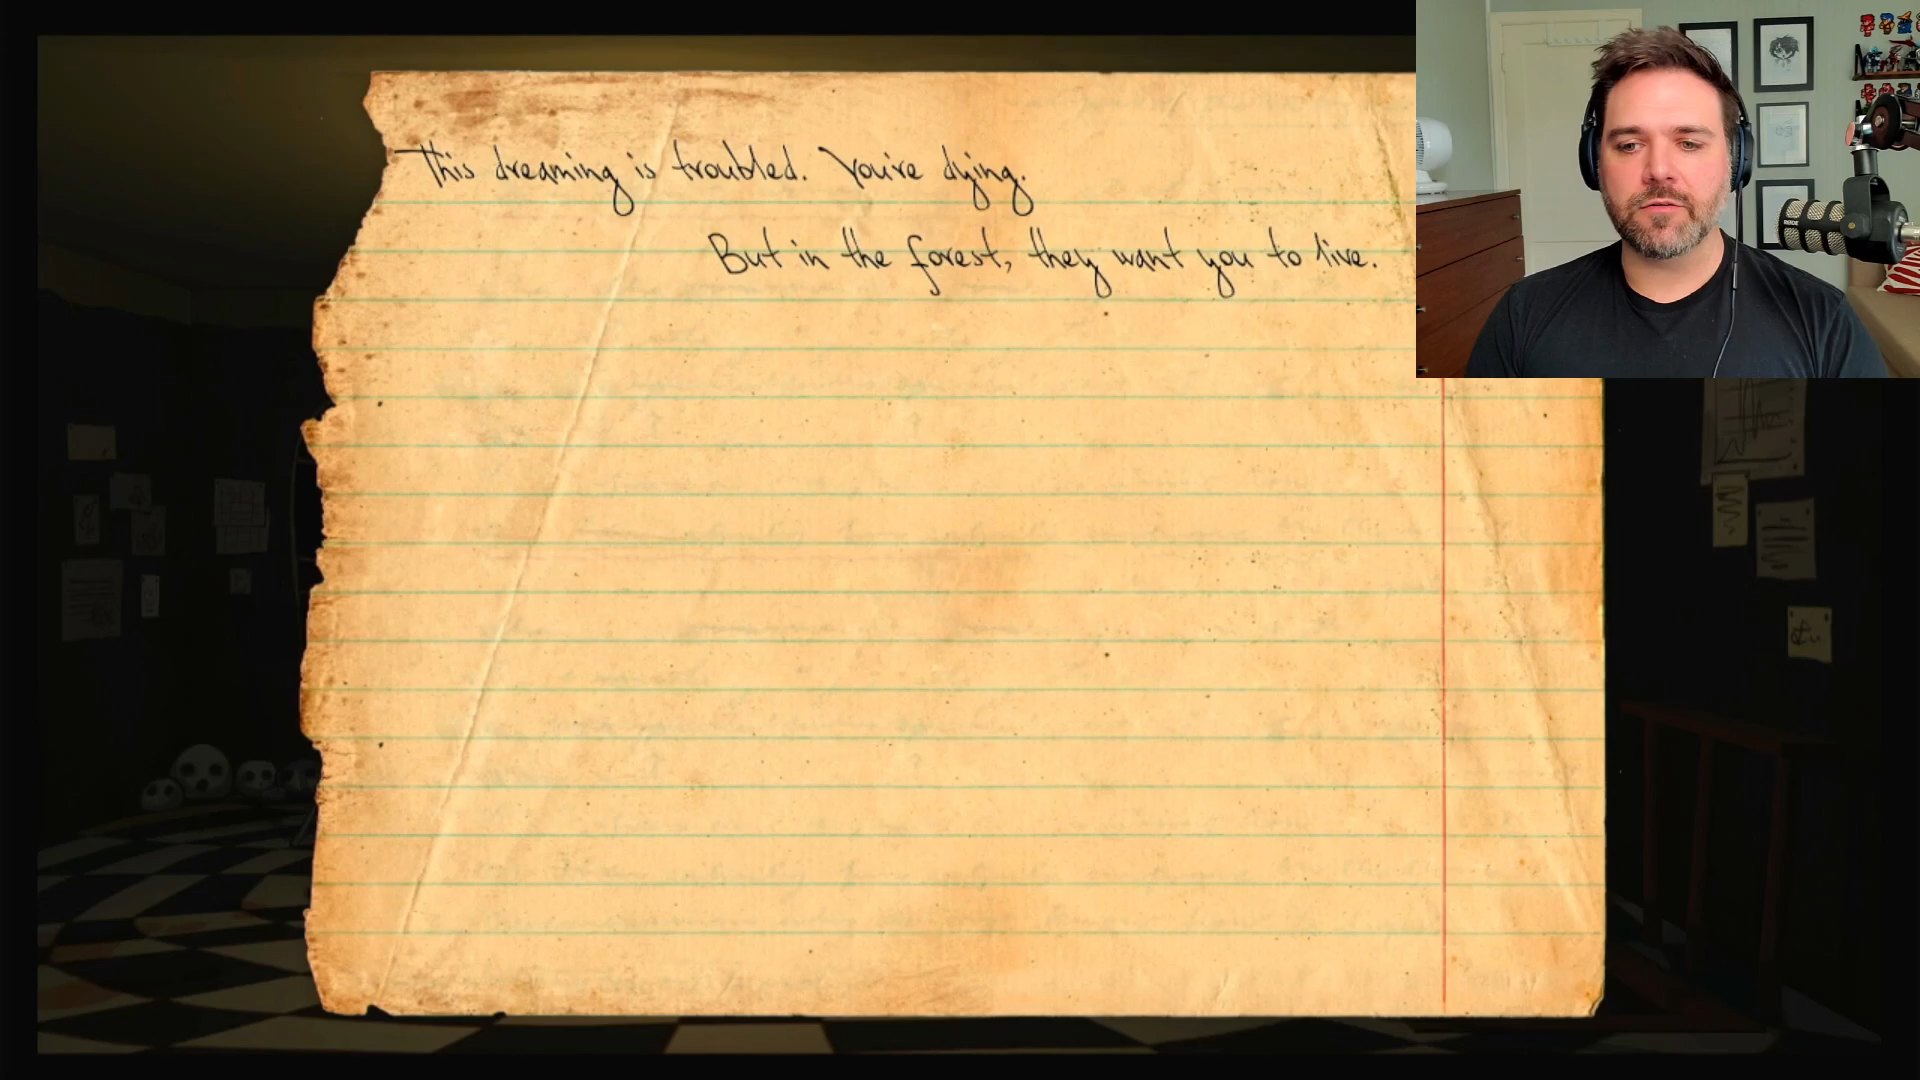 This dreaming is troubled. You're dying.
But in the forest, they want you to live.